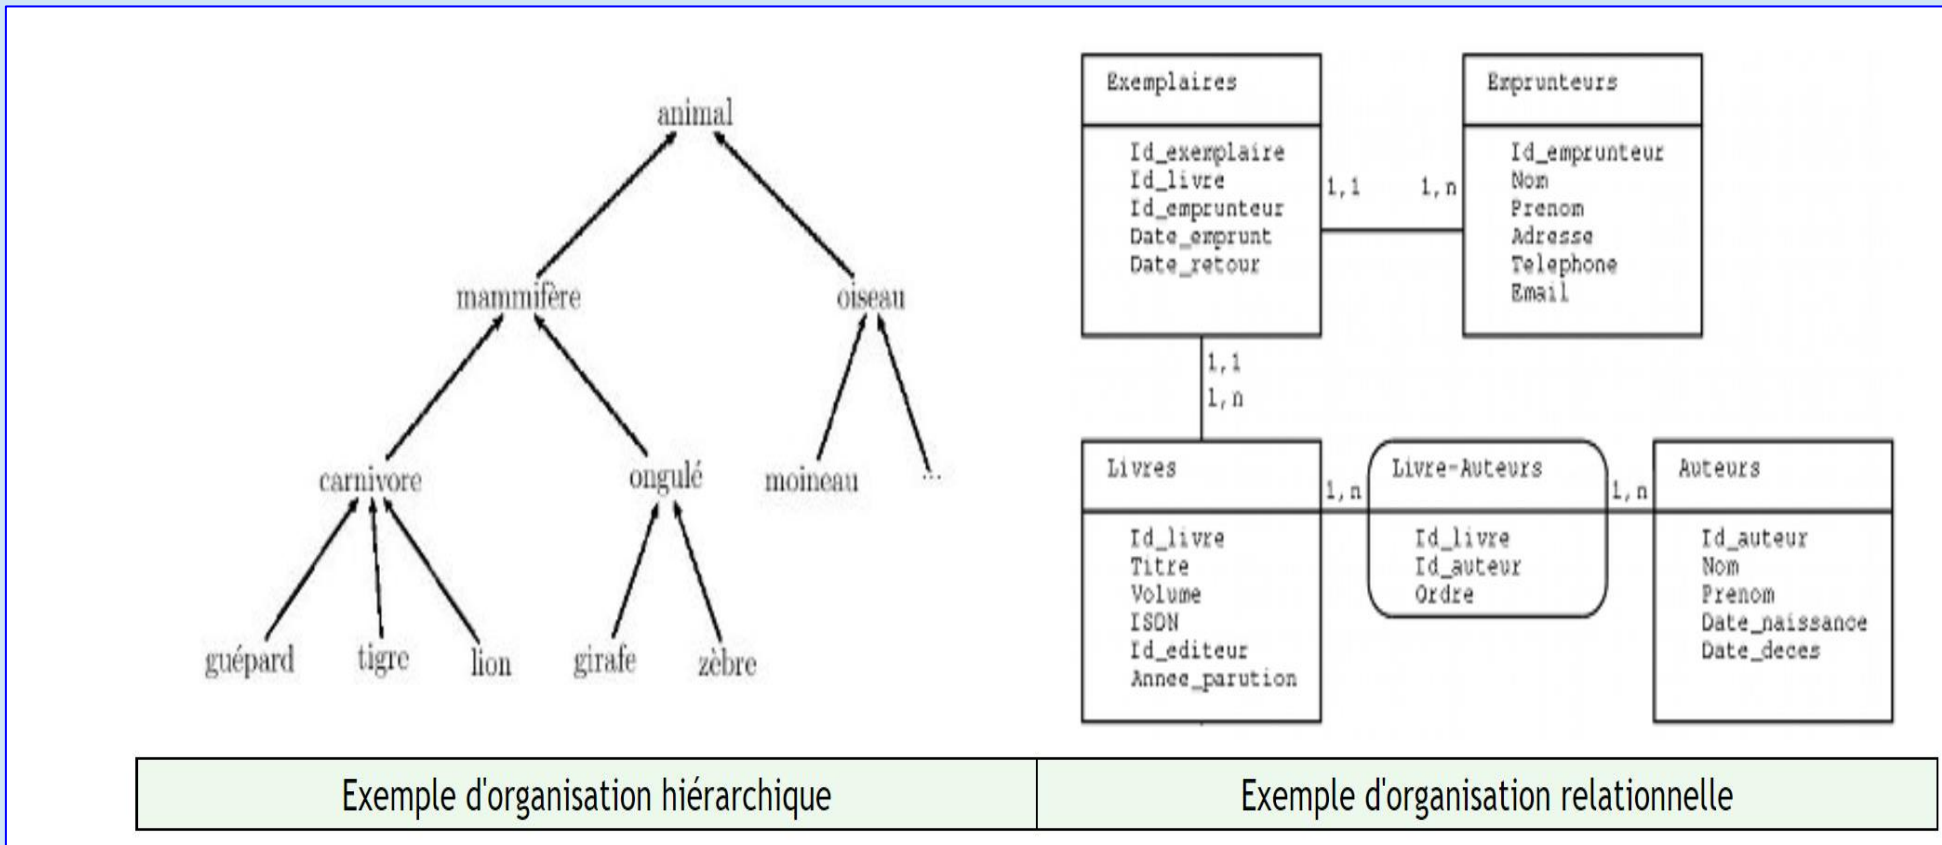 animal
mammifère
oiseau
carnivore
ongulé
moineau
...
guépard
tigre
lion
girafe
zèbre
Exemplaires
Id_exemplaire
Id_livre
Id_emprunteur
Date_emprunt
Date_retour
1,1
1,n
Emprunteurs
Id_emprunteur
Nom
Prenom
Adresse
Telephone
Email
1,1
1,n
Livres
Id_livre
Titre
Volume
ISDN
Id_editeur
Annee_parution
1,n
Livre-Auteurs
Id_livre
Id_auteur
Ordre
1,n
Auteurs
Id_auteur
Nom
Prenom
Date_naissance
Date_deces
Exemple d'organisation hiérarchique
Exemple d'organisation relationnelle